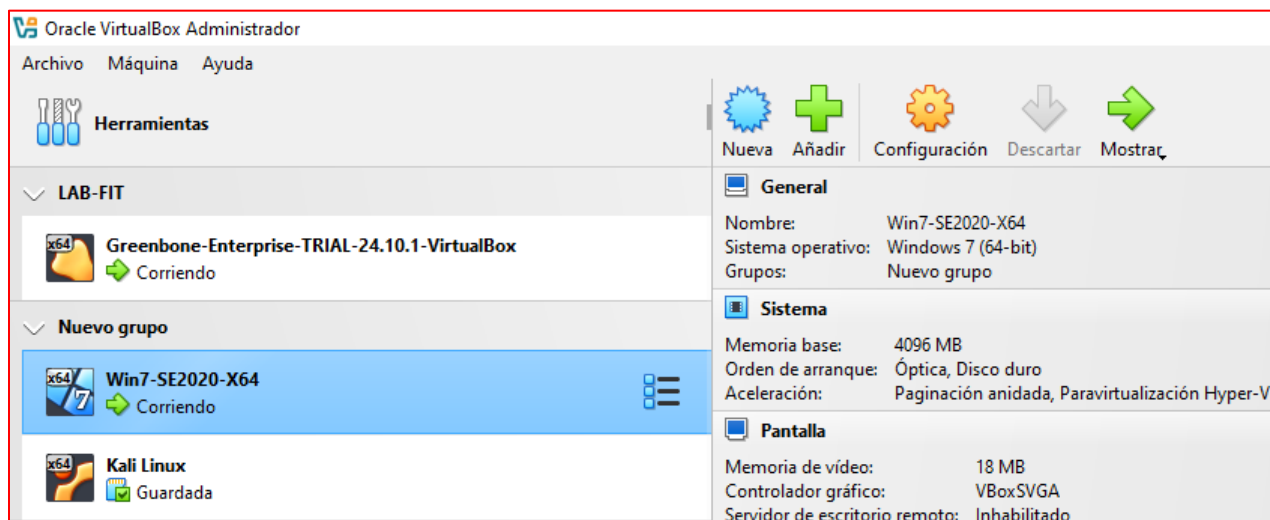 Oracle VirtualBox Administrador
Archivo Máquina Ayuda
Herramientas
LAB-FIT
x64
Greenbone-Enterprise-TRIAL-24.10.1-VirtualBox
Corriendo
Nuevo grupo
x64
7
Win7-SE2020-X64
Corriendo
x64
Kali Linux
Guardada
Nueva Añadir Configuración Descartar Mostrar
General
Nombre: Win7-SE2020-X64
Sistema operativo: Windows 7 (64-bit)
Grupos: Nuevo grupo
Sistema
Memoria base: 4096 MB
Orden de arranque: Óptica, Disco duro
Aceleración: Paginación anidada, Paravirtualización Hyper-V
Pantalla
Memoria de vídeo: 18 MB
Controlador gráfico: VBoxSVGA
Servidor de escritorio remoto: Inhabilitado